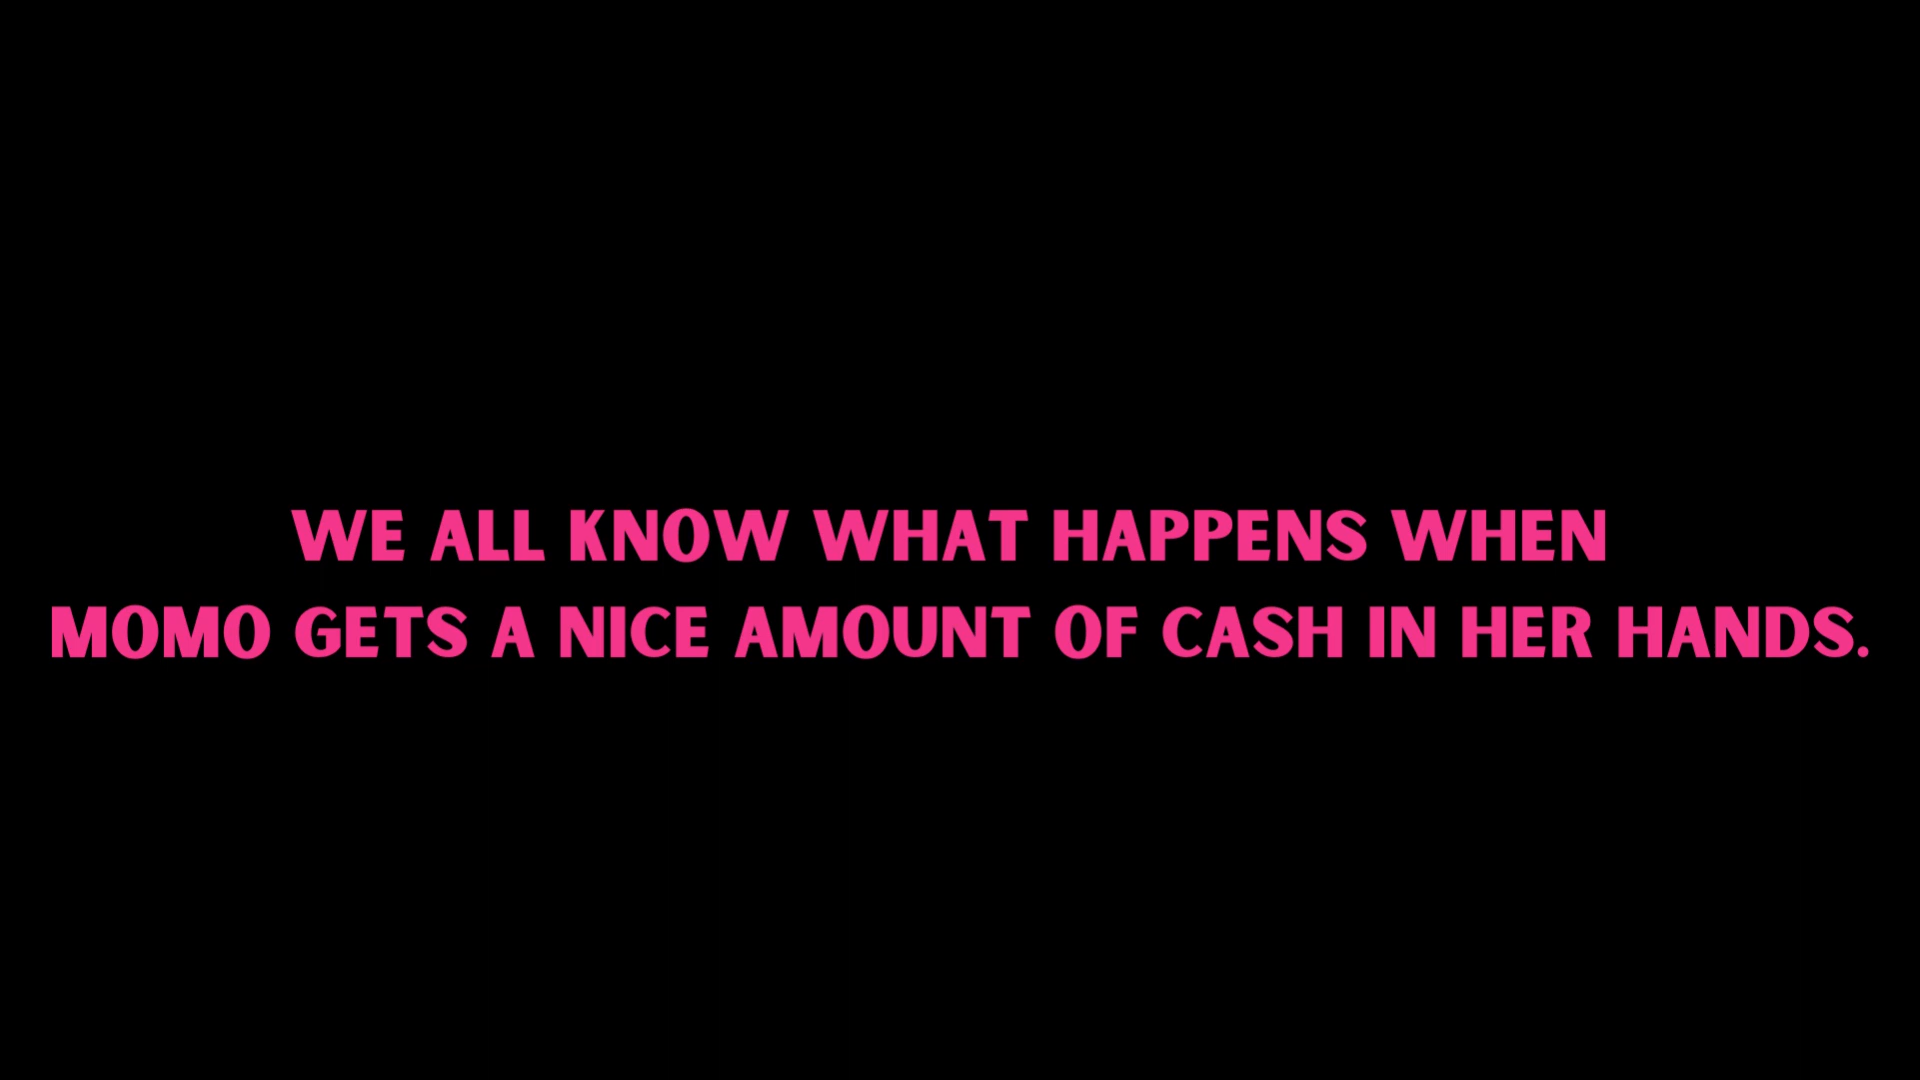 WE ALL KNOW WHAT HAPPENS WHEN
MOMO GETS A NICE AMOUNT OF CASH IN HER HANDS.